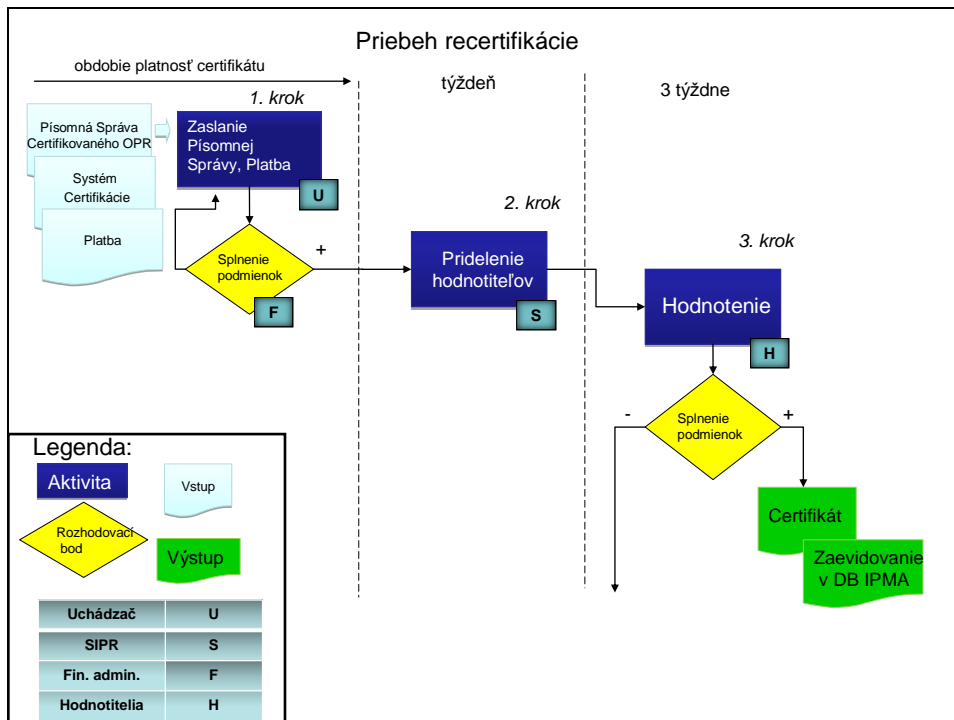 Priebeh recertifikácie
obdobie platnosť certifikátu
týždeň
3 týždne
1. krok
Písomná Správa
Certifikovaného OPR
Systém
Certifikácie
Platba
Zaslanie
Písomnej
Správy, Platba
U
Splnenie
podmienok
+
F
2. krok
Pridelenie
hodnotiteľov
S
3. krok
Hodnotenie
H
-
Splnenie
podmienok
+
Certifikát
Zaevidovanie
v DB IPMA
Legenda:
Aktivita
Vstup
Rozhodovací
bod
Výstup
Uchádzač U
SIPR S
Fin. admin. F
Hodnotitelia H